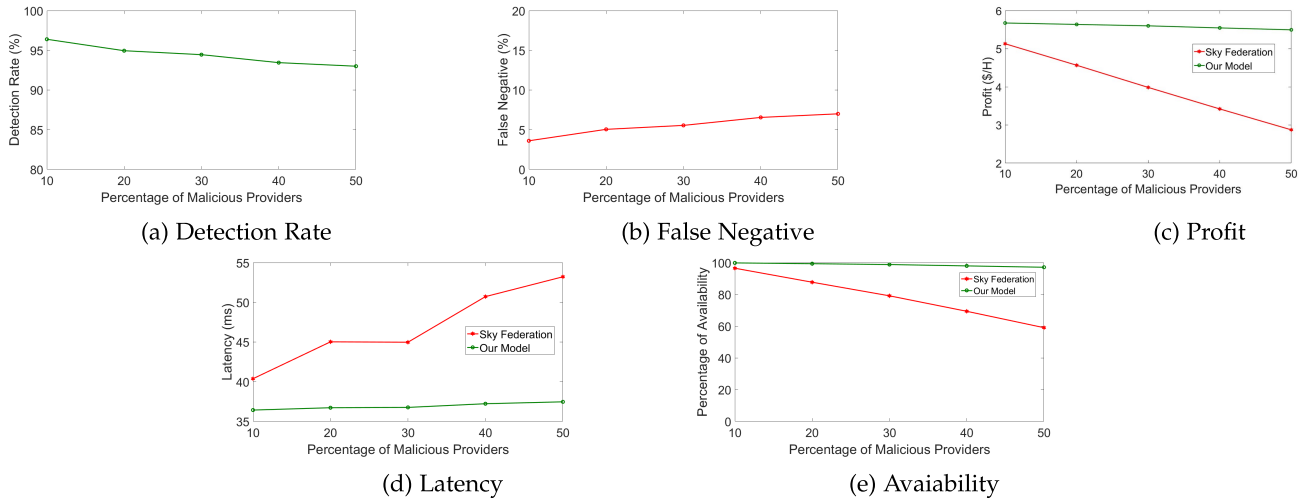 100
95
90
85
80
Detection Rate (%)
10 20 30 40 50
Percentage of Malicious Providers
(a) Detection Rate
20
15
10
5
0
False Negative (%)
10 20 30 40 50
Percentage of Malicious Providers
(b) False Negative
6
5
4
3
2
Profit ($/H)
Sky Federation
Our Model
10 20 30 40 50
Percentage of Malicious Providers
(c) Profit
55
50
45
40
35
Latency (ms)
Sky Federation
Our Model
10 20 30 40 50
Percentage of Malicious Providers
(d) Latency
100
80
60
40
20
0
Percentage of Availability
Sky Federation
Our Model
10 20 30 40 50
Percentage of Malicious Providers
(e) Avaiability